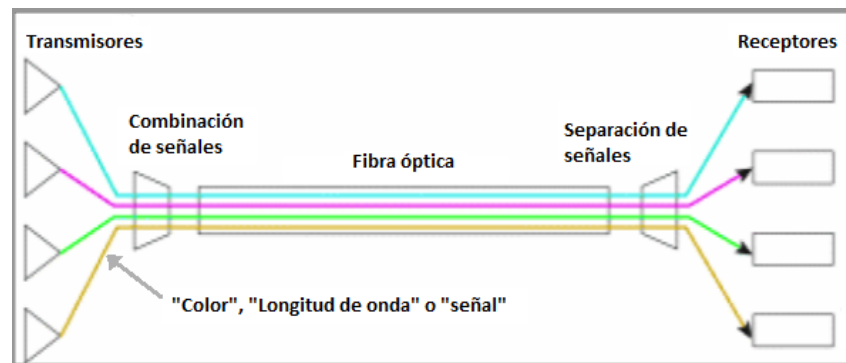 Transmisores
Receptores
Combinación
de señales
Fibra óptica
Separación de
señales
"Color", "Longitud de onda" o "señal"